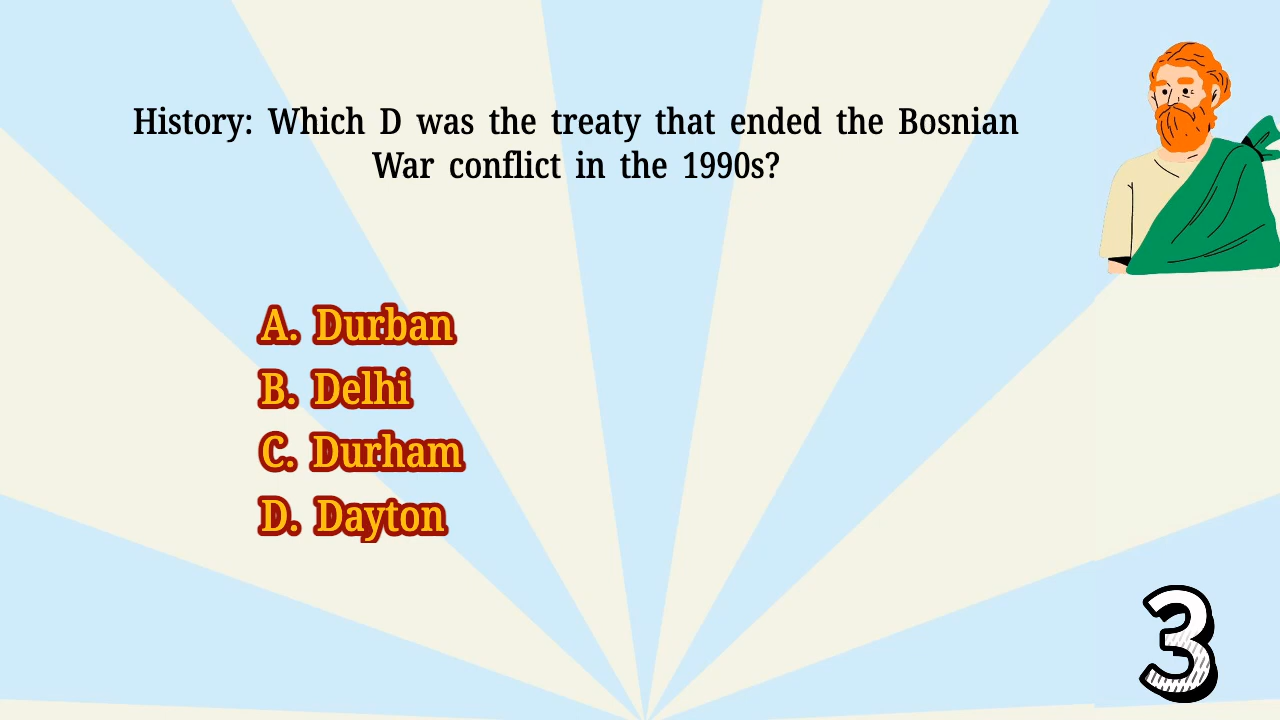 History: Which D was the treaty that ended the Bosnian
War conflict in the 1990s?
A. Durban
B. Delhi
C. Durham
D. Dayton
3